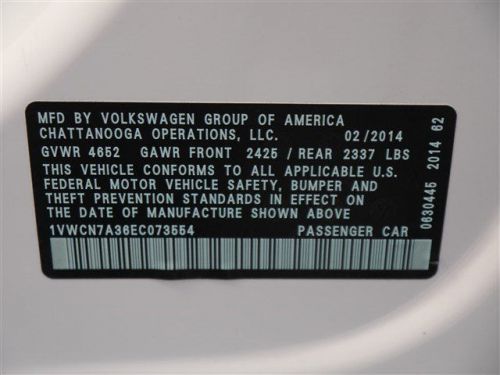 MFD BY VOLKSWAGEN GROUP OF AMERICA
CHATTANOOGA OPERATIONS, LLC. 02/2014
GVWR 4652 GAWR FRONT 2425 / REAR 2337 LBS
THIS VEHICLE CONFORMS TO ALL APPLICABLE U.S.
FEDERAL MOTOR VEHICLE SAFETY, BUMPER AND
THEFT PREVENTION STANDARDS IN EFFECT ON THE
DATE OF MANUFACTURE SHOWN ABOVE
1VWCN7A36EC073554 PASSENGER CAR
0630445 2014 62